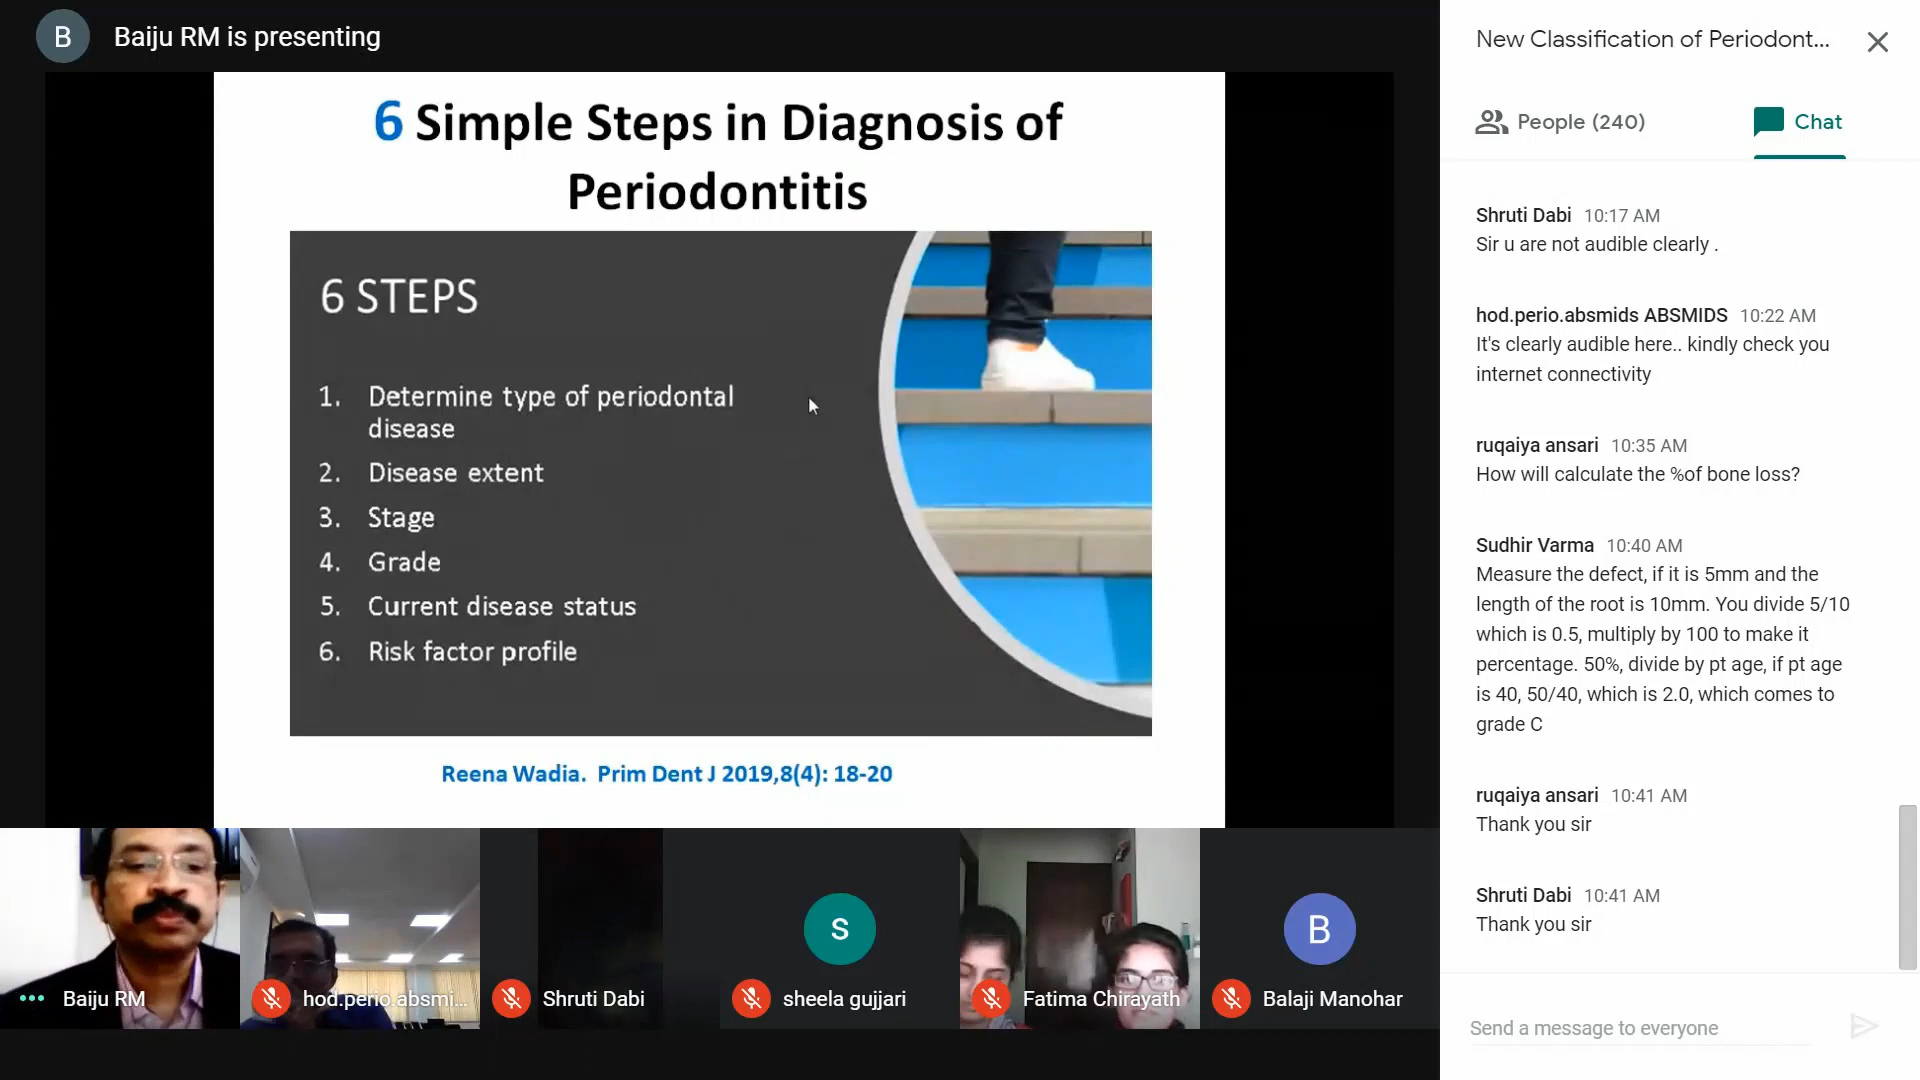 B
Baiju RM is presenting
6 Simple Steps in Diagnosis of
Periodontitis
6 STEPS
1. Determine type of periodontal
disease
2. Disease extent
3. Stage
4. Grade
5. Current disease status
6. Risk factor profile
Reena Wadia. Prim Dent J 2019,8(4): 18-20
Baiju RM
hod.perio.absmi...
Shruti Dabi
s
sheela gujjari
Fatima Chirayath
B
Balaji Manohar
New Classification of Periodont...
People (240)
Chat
Shruti Dabi 10:17 AM
Sir u are not audible clearly .
hod.perio.absmids ABSMIDS 10:22 AM
It's clearly audible here.. kindly check you
internet connectivity
ruqaiya ansari 10:35 AM
How will calculate the %of bone loss?
Sudhir Varma 10:40 AM
Measure the defect, if it is 5mm and the
length of the root is 10mm. You divide 5/10
which is 0.5, multiply by 100 to make it
percentage. 50%, divide by pt age, if pt age
is 40, 50/40, which is 2.0, which comes to
grade C
ruqaiya ansari 10:41 AM
Thank you sir
Shruti Dabi 10:41 AM
Thank you sir
Send a message to everyone